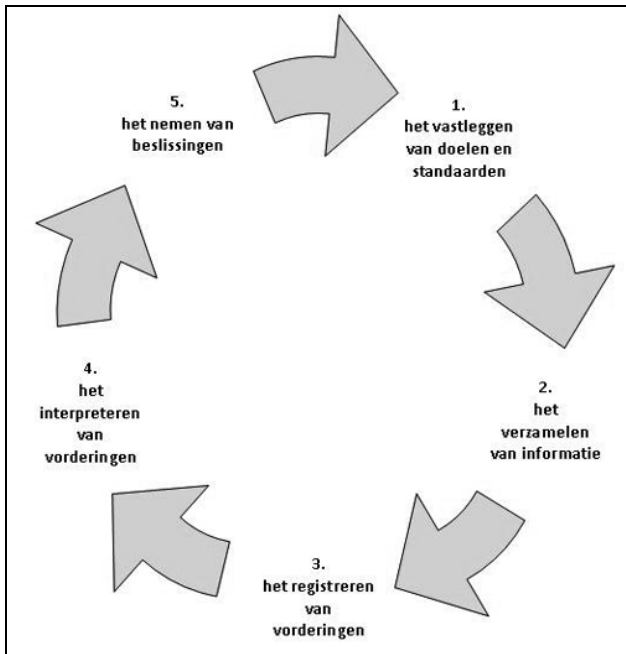 1.
het vastleggen
van doelen en
standaarden
2.
het
verzamelen
van informatie
3.
het registreren
van
vorderingen
4.
het
interpreteren
van
vorderingen
5.
het nemen van
beslissingen